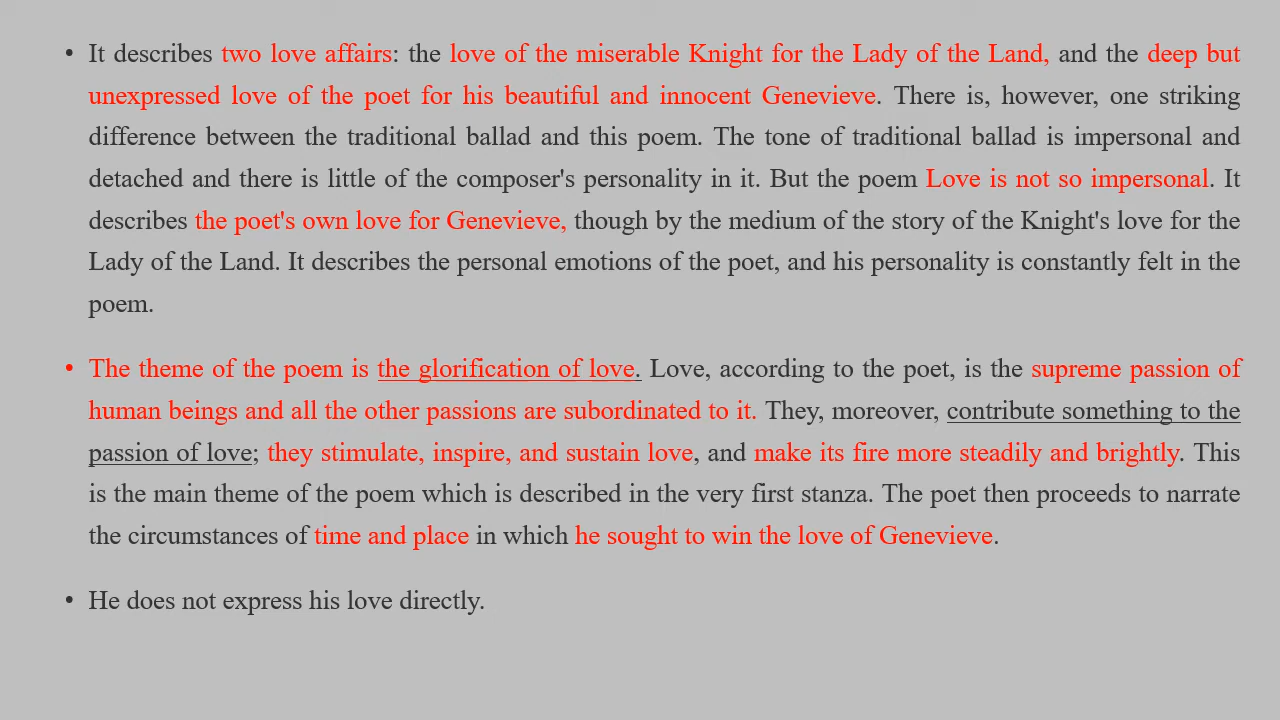 • It describes two love affairs: the love of the miserable Knight for the Lady of the Land, and the deep but
unexpressed love of the poet for his beautiful and innocent Genevieve. There is, however, one striking
difference between the traditional ballad and this poem. The tone of traditional ballad is impersonal and
detached and there is little of the composer's personality in it. But the poem Love is not so impersonal. It
describes the poet's own love for Genevieve, though by the medium of the story of the Knight's love for the
Lady of the Land. It describes the personal emotions of the poet, and his personality is constantly felt in the
poem.
• The theme of the poem is the glorification of love. Love, according to the poet, is the supreme passion of
human beings and all the other passions are subordinated to it. They, moreover, contribute something to the
passion of love; they stimulate, inspire, and sustain love, and make its fire more steadily and brightly. This
is the main theme of the poem which is described in the very first stanza. The poet then proceeds to narrate
the circumstances of time and place in which he sought to win the love of Genevieve.
• He does not express his love directly.